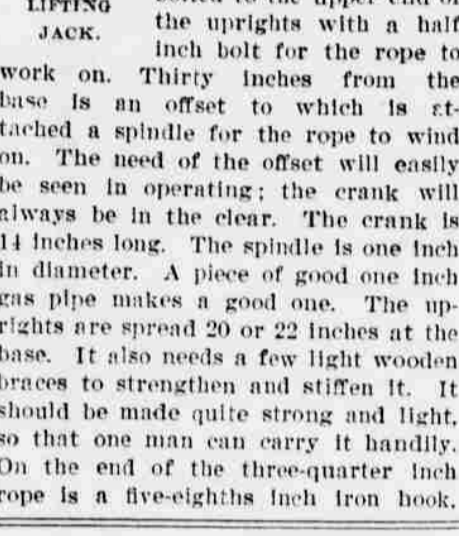 LIFTING
JACK.
the uprights with a half
inch bolt for the rope to
work on. Thirty inches from the
base is an offset to which is at-
tached a spindle for the rope to wind
on. The need of the offset will easily
be seen in operating; the crank will
always be in the clear. The crank is
14 inches long. The spindle is one inch
in diameter. A piece of good one inch
gas pipe makes a good one. The up-
rights are spread 20 or 22 inches at the
base. It also needs a few light wooden
braces to strengthen and stiffen it. It
should be made quite strong and light,
so that one man can carry it handily.
On the end of the three-quarter inch
rope is a five-eighths inch iron hook.